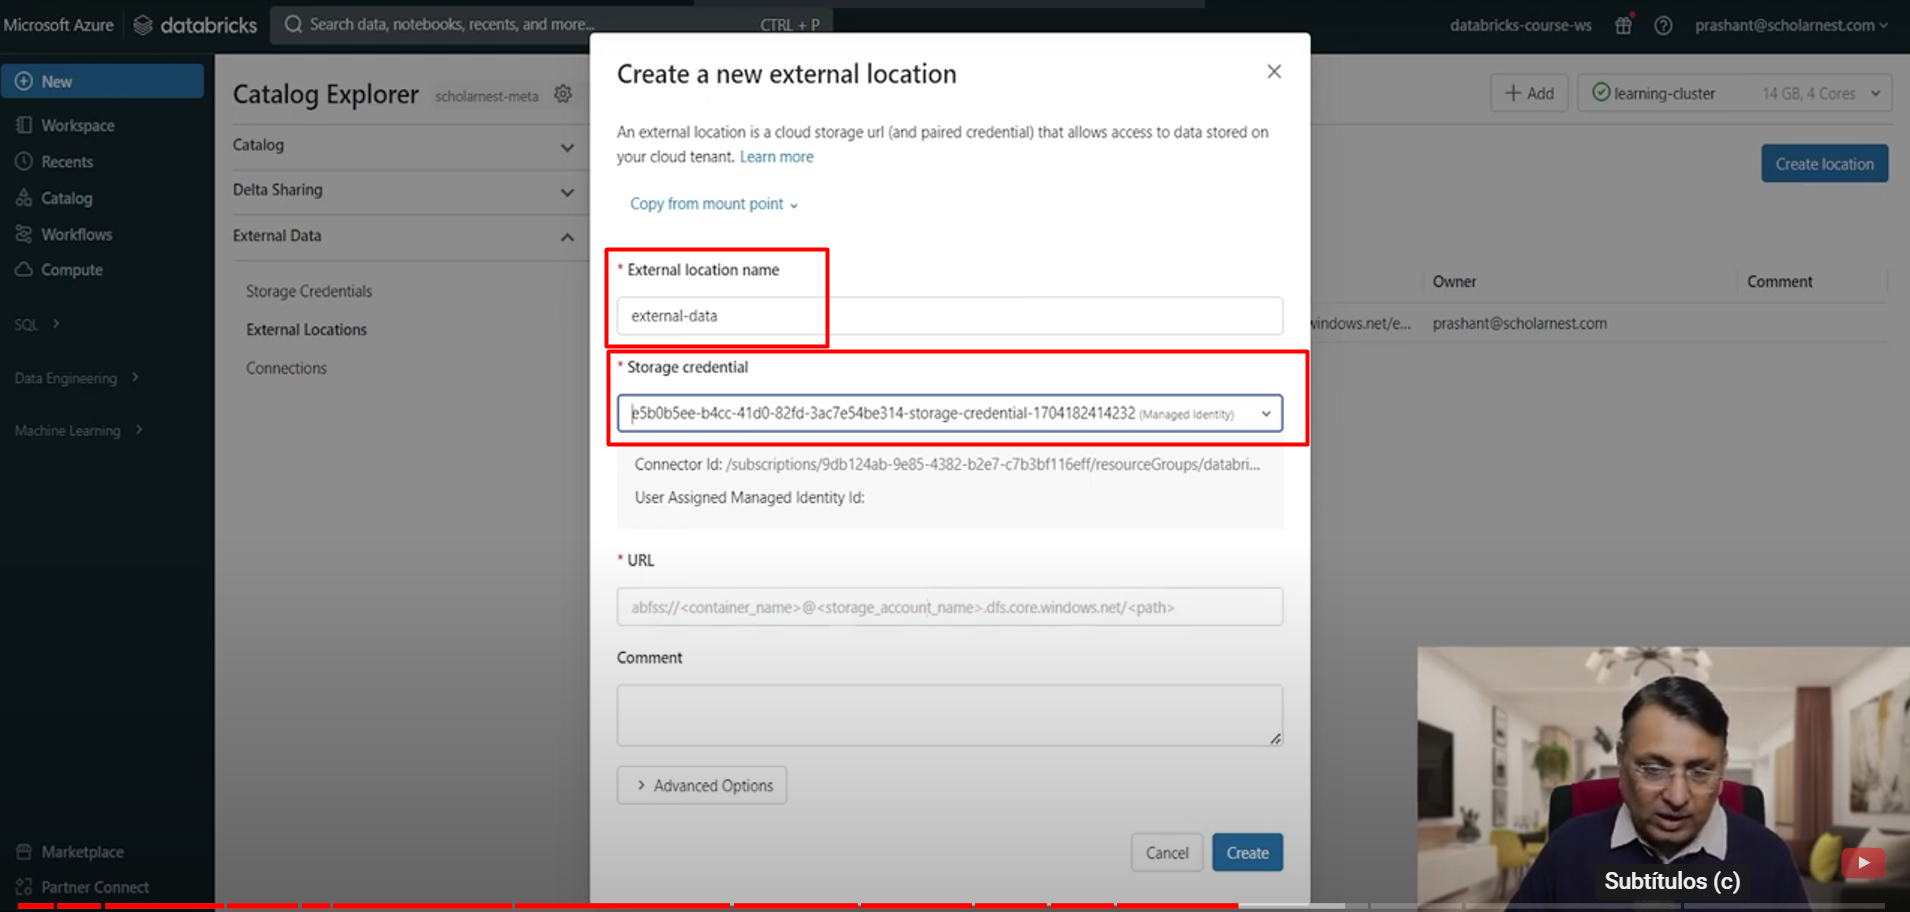 Microsoft Azure
databricks
Search data, notebooks, recents, and more...
CTRL + P
databricks-course-ws
prashant@scholarnest.com
New
Workspace
Recents
Catalog
Workflows
Compute
SQL
Data Engineering
Machine Learning
Marketplace
Partner Connect
Catalog Explorer
scholarnest-meta
Catalog
Delta Sharing
External Data
Storage Credentials
External Locations
Connections
Create a new external location
An external location is a cloud storage url (and paired credential) that allows access to data stored on
your cloud tenant. Learn more
Copy from mount point
* External location name
external-data
* Storage credential
e5b0b5ee-b4cc-41d0-82fd-3ac7e54be314-storage-credential-1704182414232 (Managed Identity)
Connector Id: /subscriptions/9db124ab-9e85-4382-b2e7-c7b3bf116eff/resourceGroups/databri...
User Assigned Managed Identity Id:
* URL
abfss://<container_name>@<storage_account_name>.dfs.core.windows.net/<path>
Comment
Advanced Options
Cancel
Create
Add
learning-cluster
14 GB, 4 Cores
Create location
Owner
Comment
windows.net/e...
prashant@scholarnest.com
Subtítulos (c)